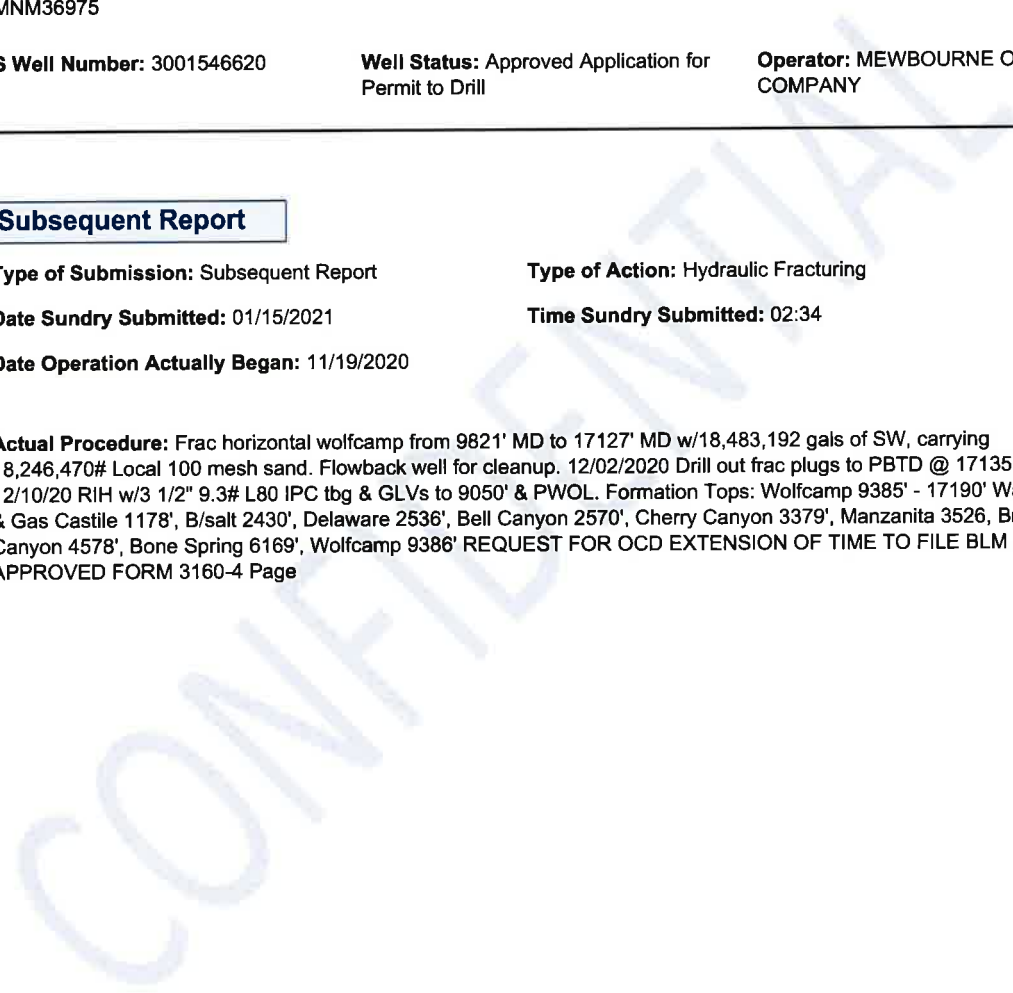 MNM36975
S Well Number: 3001546620 Well Status: Approved Application for Permit to Drill Operator: MEWBOURNE O COMPANY
Subsequent Report
Type of Submission: Subsequent Report Type of Action: Hydraulic Fracturing
Date Sundry Submitted: 01/15/2021 Time Sundry Submitted: 02:34
Date Operation Actually Began: 11/19/2020
Actual Procedure: Frac horizontal wolfcamp from 9821' MD to 17127' MD w/18,483,192 gals of SW, carrying
8,246,470# Local 100 mesh sand. Flowback well for cleanup. 12/02/2020 Drill out frac plugs to PBTD @ 17135
2/10/20 RIH w/3 1/2" 9.3# L80 IPC tbg & GLVs to 9050' & PWOL. Formation Tops: Wolfcamp 9385' - 17190' Wa
& Gas Castile 1178', B/salt 2430', Delaware 2536', Bell Canyon 2570', Cherry Canyon 3379', Manzanita 3526, Br
Canyon 4578', Bone Spring 6169', Wolfcamp 9386' REQUEST FOR OCD EXTENSION OF TIME TO FILE BLM
APPROVED FORM 3160-4 Page
CONFIDENTIAL